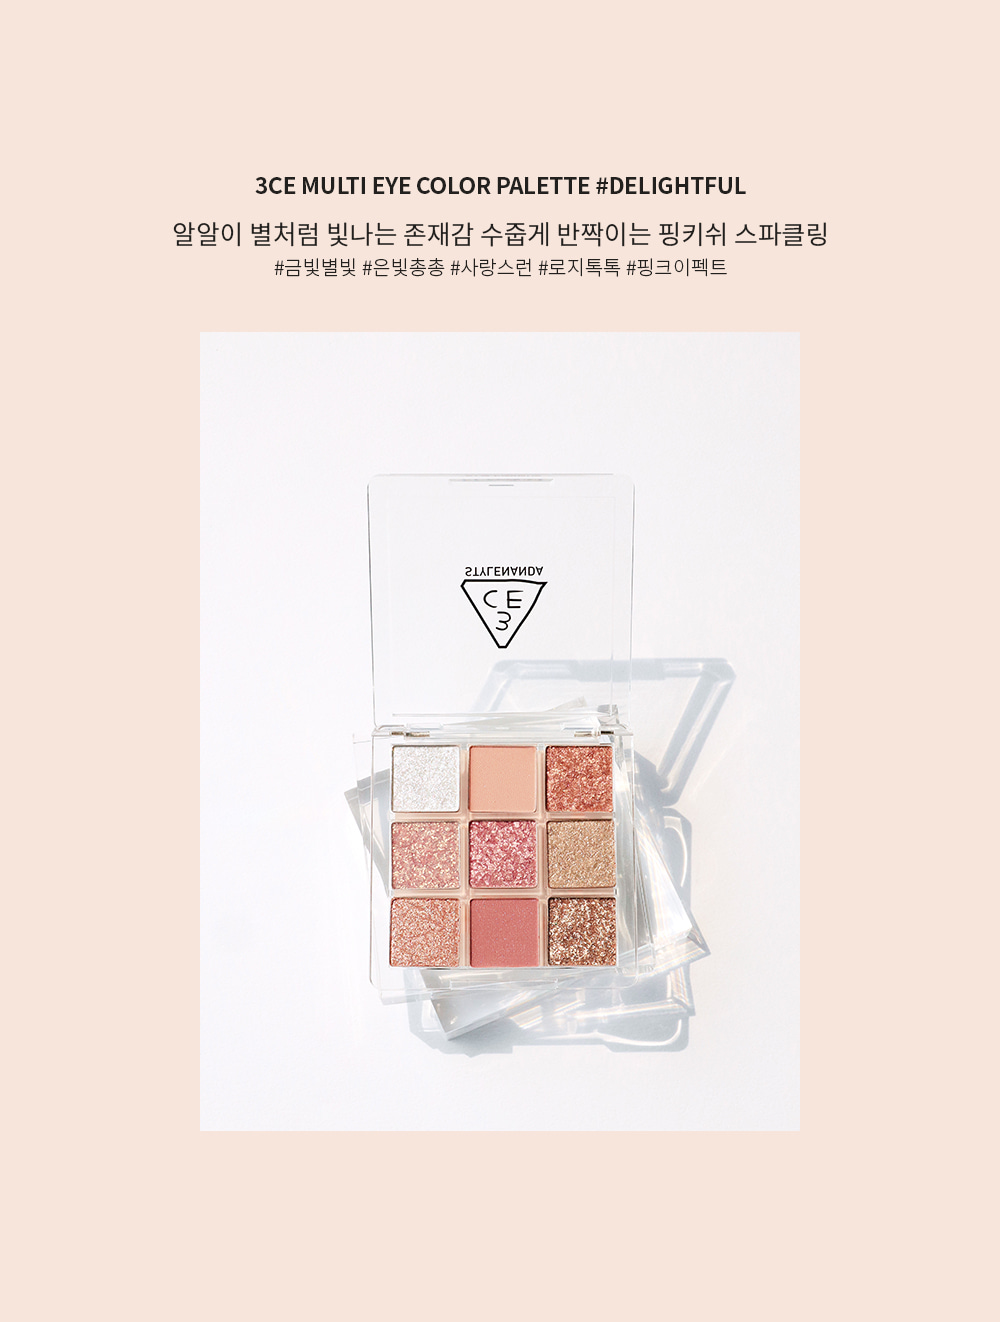 3CE MULTI EYE COLOR PALETTE #DELIGHTFUL
알알이 별처럼 빛나는 존재감 수줍게 반짝이는 핑키쉬 스파클링
#금빛별빛 #은빛총총 #사랑스런 #로지톡톡 #핑크이펙트
STYLENANDA
CE
3